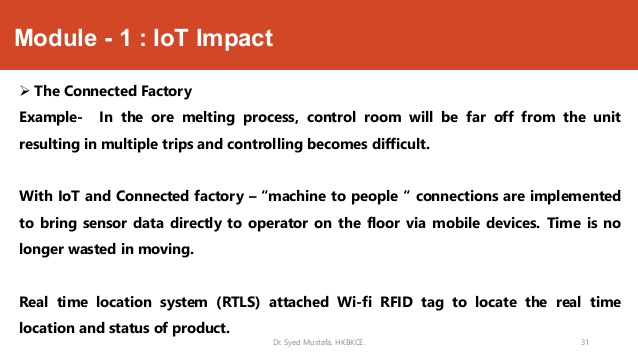 Module - 1 : IoT Impact
➢ The Connected Factory
Example- In the ore melting process, control room will be far off from the unit
resulting in multiple trips and controlling becomes difficult.
With IoT and Connected factory – “machine to people “ connections are implemented
to bring sensor data directly to operator on the floor via mobile devices. Time is no
longer wasted in moving.
Real time location system (RTLS) attached Wi-fi RFID tag to locate the real time
location and status of product.
Dr. Syed Mustafa, HKBKCE.
31